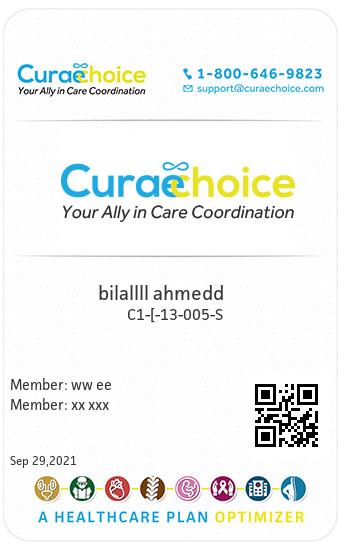 Curaechoice
Your Ally in Care Coordination
1-800-646-9823
support@curaechoice.com
Curaechoice
Your Ally in Care Coordination
bilallll ahmedd
C1-[-13-005-S
Member: ww ee
Member: xx xxx
Sep 29,2021
A HEALTHCARE PLAN OPTIMIZER